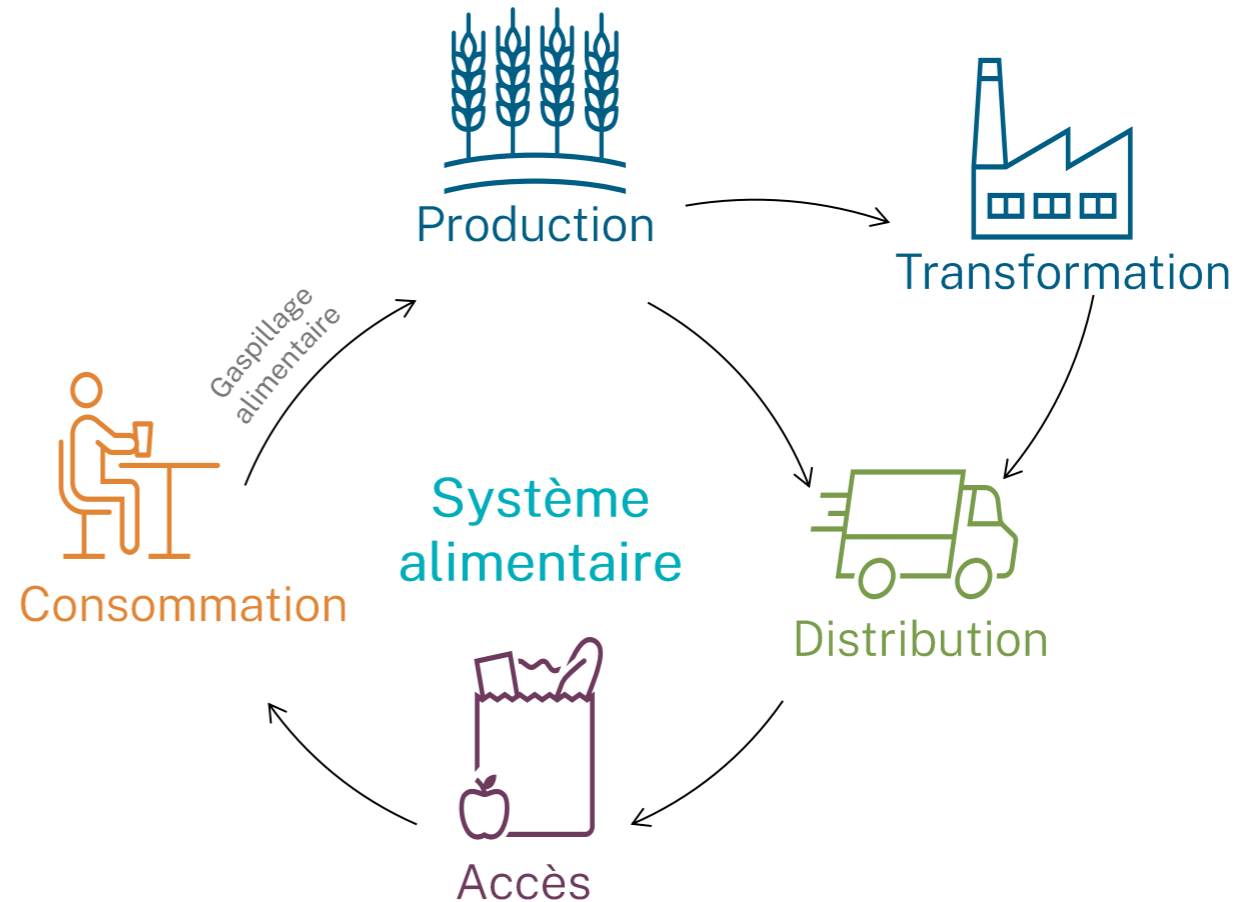 Production
Transformation
Gaspillage
alimentaire
Système
alimentaire
Consommation
Distribution
Accès